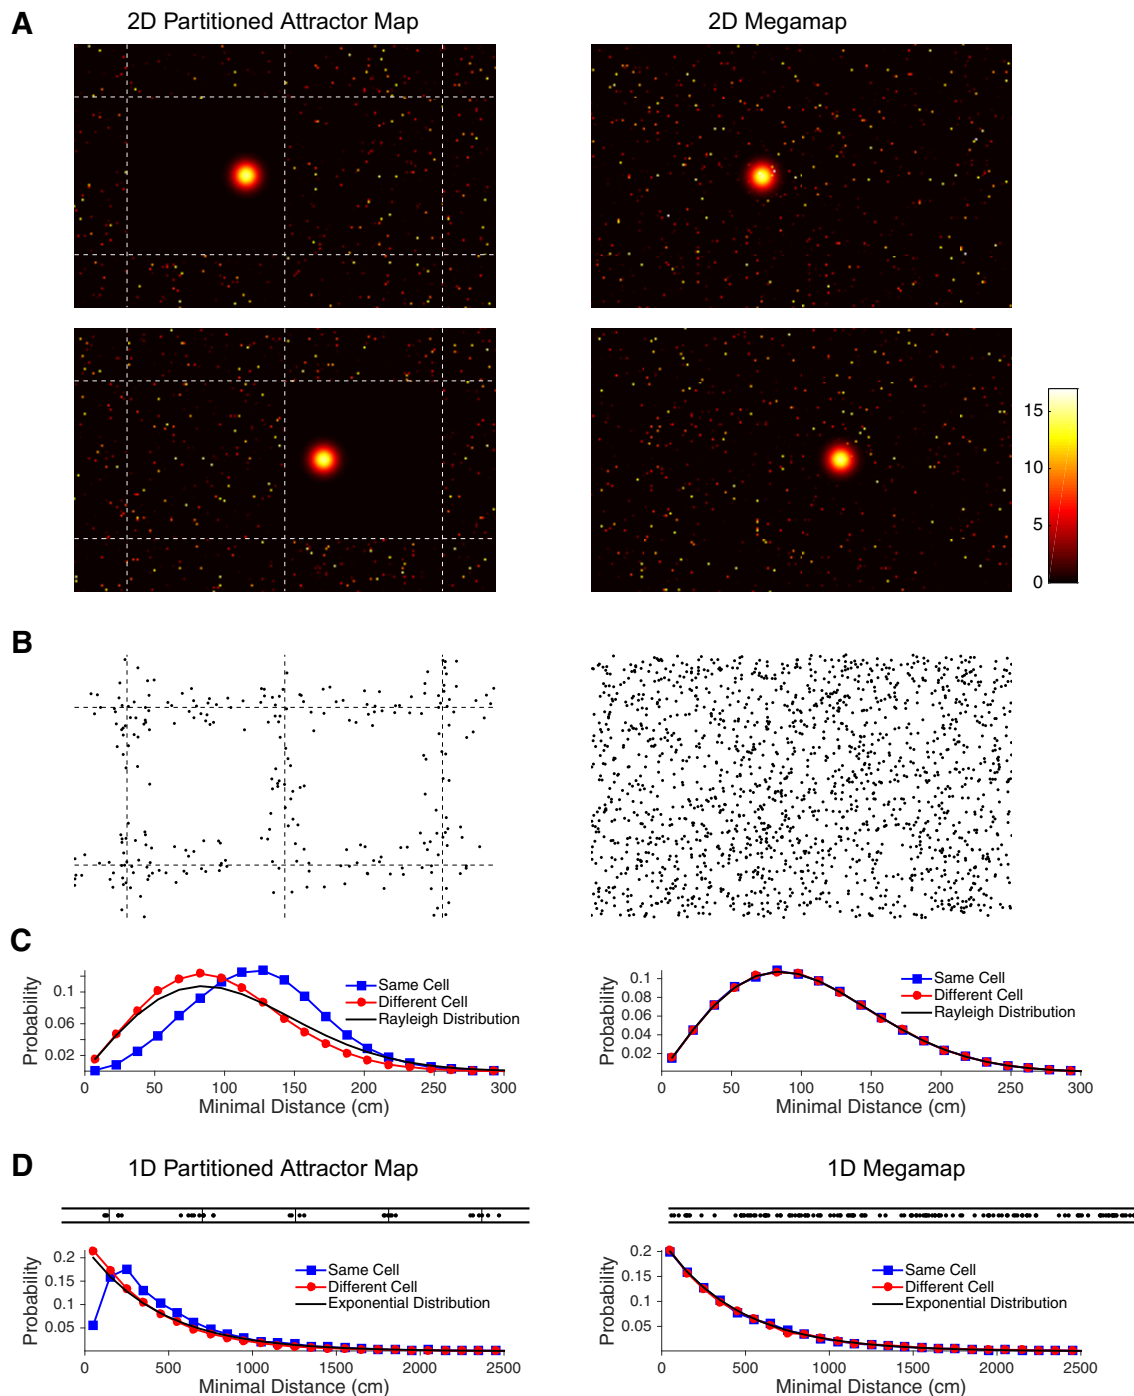 A
2D Partitioned Attractor Map
2D Megamap
15
10
5
0
B
C
Probability
0.1
0.06
0.02
0
50
100
150
200
250
300
Minimal Distance (cm)
Same Cell
Different Cell
Rayleigh Distribution
Probability
0.1
0.08
0.06
0.04
0.02
0
50
100
150
200
250
300
Minimal Distance (cm)
Same Cell
Different Cell
Rayleigh Distribution
D
1D Partitioned Attractor Map
1D Megamap
Probability
0.2
0.15
0.1
0.05
0
500
1000
1500
2000
2500
Minimal Distance (cm)
Same Cell
Different Cell
Exponential Distribution
Probability
0.2
0.15
0.1
0.05
0
500
1000
1500
2000
2500
Minimal Distance (cm)
Same Cell
Different Cell
Exponential Distribution